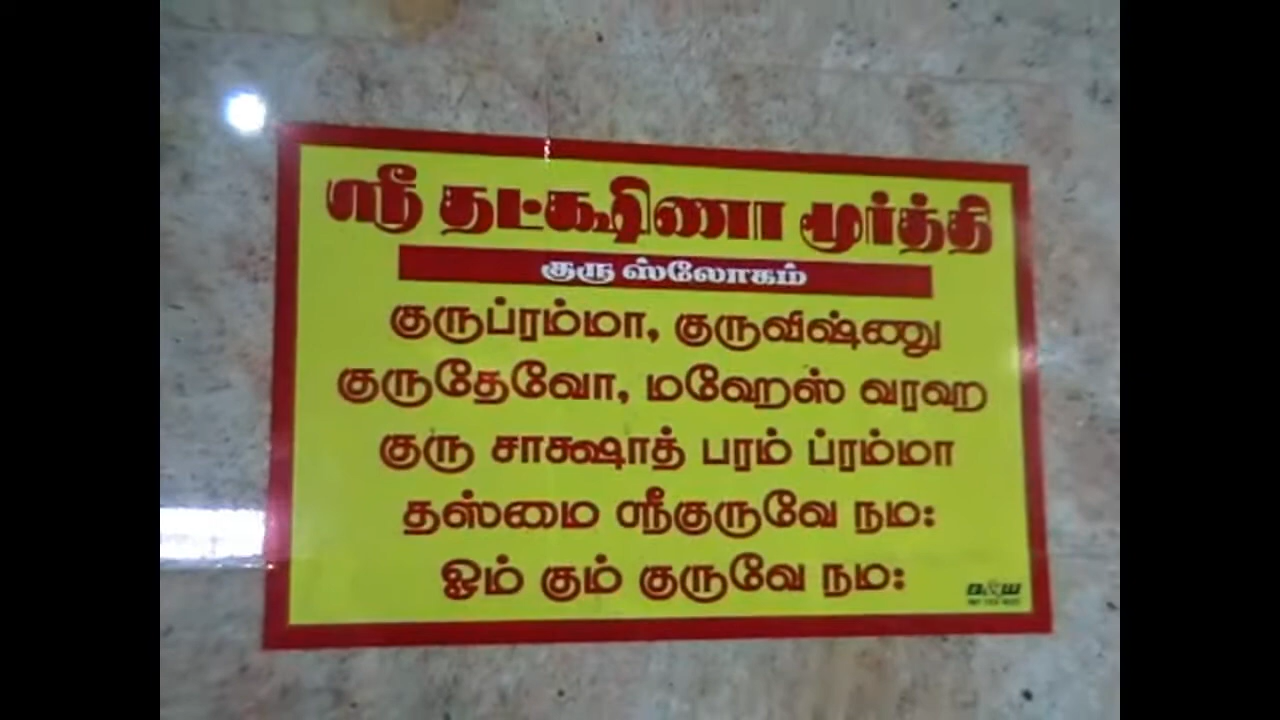 ஸ்ரீ தட்க்ஷிணா மூர்த்தி
குரு ஸ்லோகம்
குருப்ரம்மா, குருவிஷ்ணு
குருதேவோ, மஹேஸ் வரஹ
குரு சாக்ஷாத் பரம் ப்ரம்மா
தஸ்மை ஸ்ரீகுருவே நம:
ஓம் கும் குருவே நம: